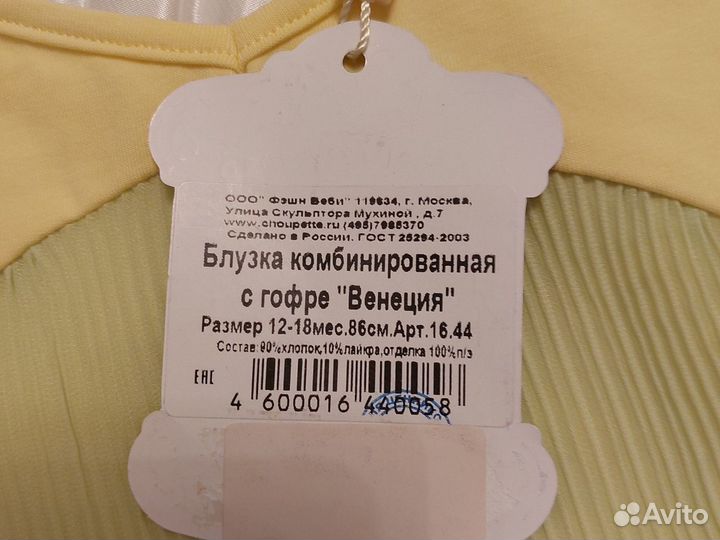 ООО" Фэшн Беби" 119634, г. Москва,
Улица Скульптора Мухиной , д.7
www.choupette.ru (495)7985370
Сделано в России. ГОСТ 25294-2003
Блузка комбинированная
с гофре "Венеция"
Размер 12-18мес.86см.Арт.16.44
Состав:90%хлопок,10%лайкра,отделка 100%п/э
ЕАС
4 600016 440058
Avito